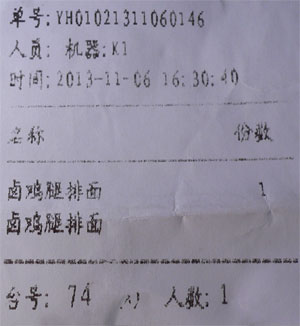 单号:YH01021311060146
人员: 机器:K1
时间:2013-11-06 16:30:40
名称 份数
卤鸡腿排面 1
卤鸡腿排面
台号: 74 人数:1